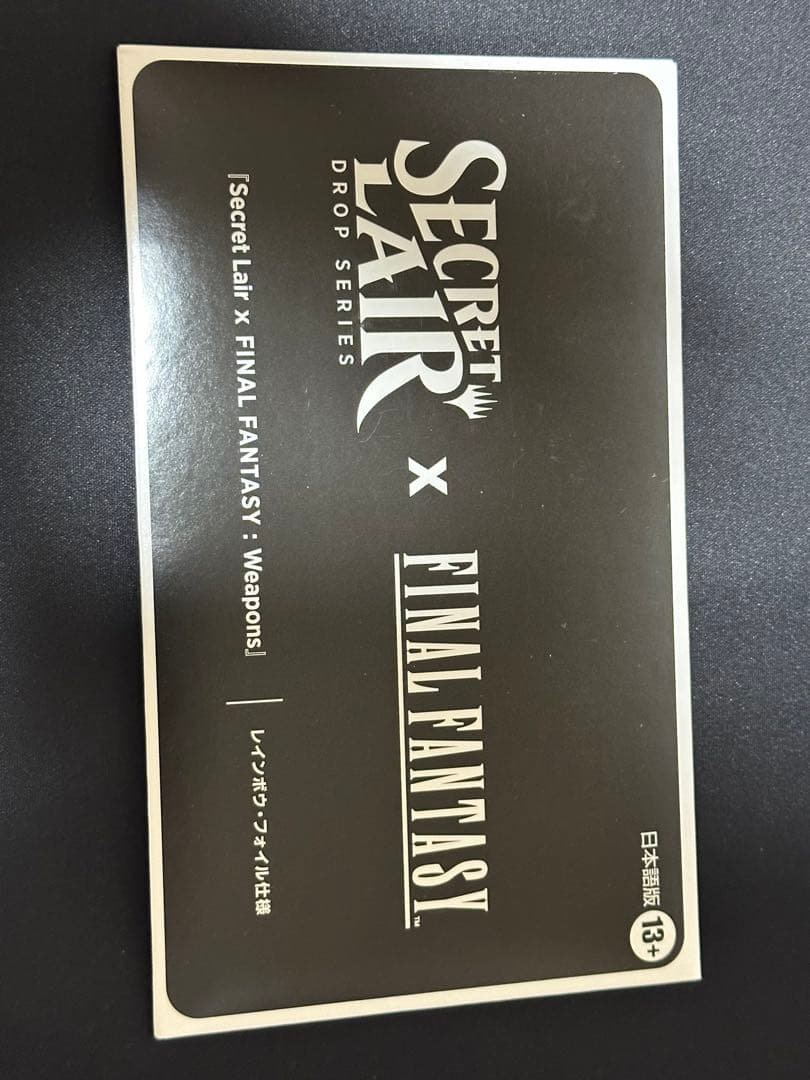 日本語版 13+
SECRET
LAIR
DROP SERIES
x
FINAL FANTASY™
『Secret Lair x FINAL FANTASY : Weapons』 | レインボウ・フォイル仕様